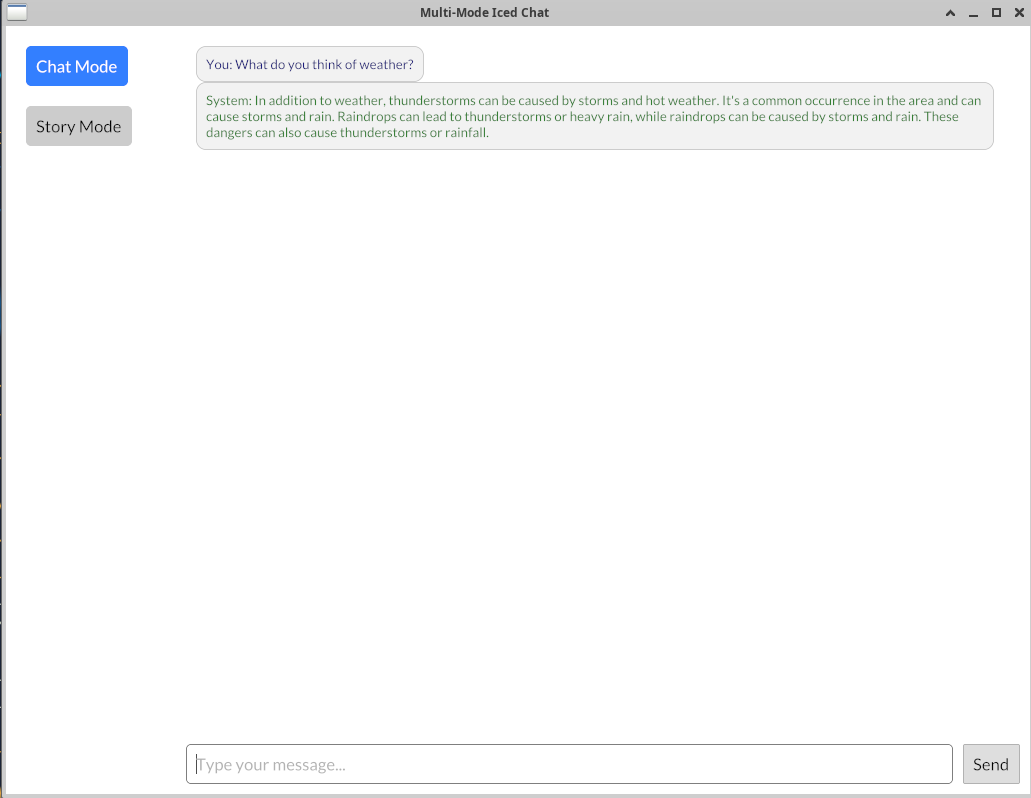 Multi-Mode Iced Chat
Chat Mode
Story Mode
You: What do you think of weather?
System: In addition to weather, thunderstorms can be caused by storms and hot weather. It's a common occurrence in the area and can
cause storms and rain. Raindrops can lead to thunderstorms or heavy rain, while raindrops can be caused by storms and rain. These
dangers can also cause thunderstorms or rainfall.
Type your message...
Send